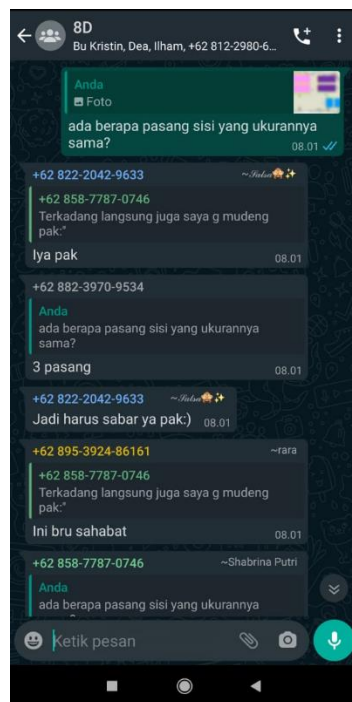 8D
Bu Kristin, Dea, Ilham, +62 812-2980-6...
Anda
Foto
ada berapa pasang sisi yang ukurannya
sama?
08.01
+62 822-2042-9633 ~Salsa
+62 858-7787-0746
Terkadang langsung juga saya g mudeng
pak:"
Iya pak
08.01
+62 882-3970-9534
Anda
ada berapa pasang sisi yang ukurannya
sama?
3 pasang
08.01
+62 822-2042-9633 ~Salsa
Jadi harus sabar ya pak:) 08.01
+62 895-3924-86161 ~rara
+62 858-7787-0746
Terkadang langsung juga saya g mudeng
pak:"
Ini bru sahabat
08.01
+62 858-7787-0746 ~Shabrina Putri
Anda
ada berapa pasang sisi yang ukurannya
Ketik pesan